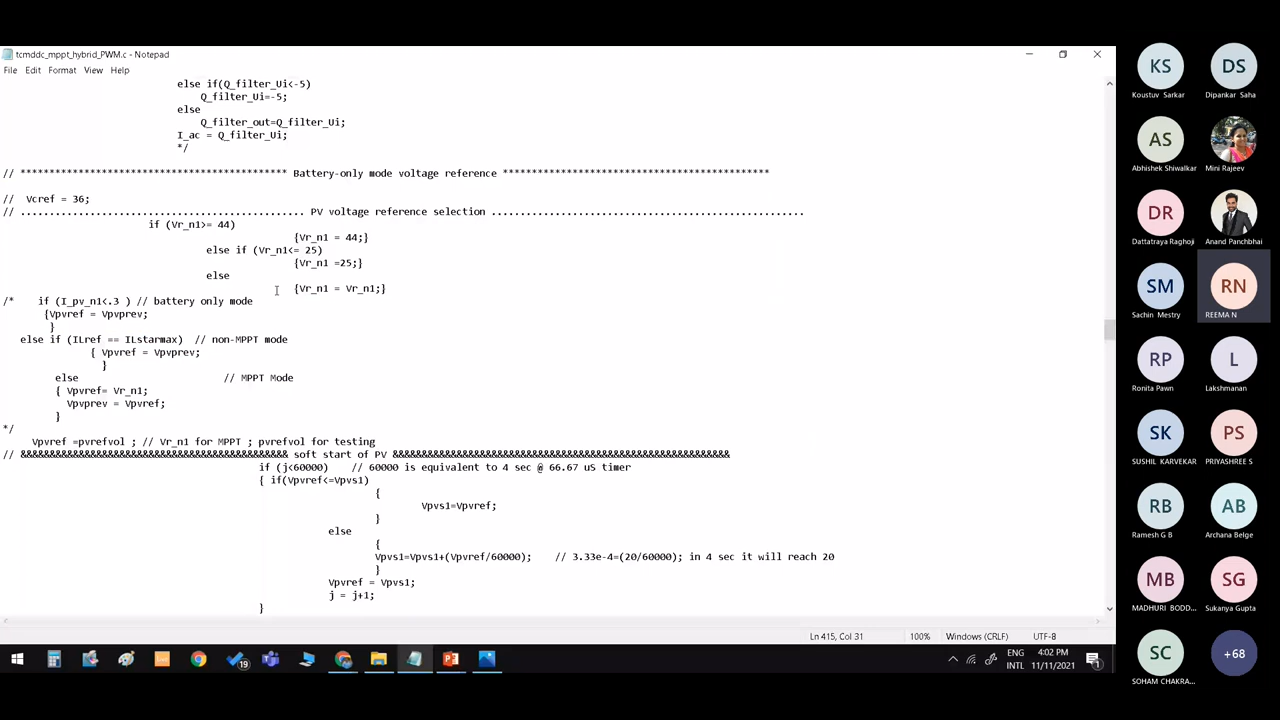 tcmddc_mppt_hybrid_PWM.c - Notepad
File Edit Format View Help
else if(Q_filter_Ui<-5)
Q_filter_Ui=-5;
else
Q_filter_out=Q_filter_Ui;
I_ac = Q_filter_Ui;
*/
// ********************************************** Battery-only mode voltage reference **********************************************
// Vcref = 36;
// ................................................. PV voltage reference selection .......................................................
if (Vr_n1>= 44)
{Vr_n1 = 44;}
else if (Vr_n1<= 25)
{Vr_n1 =25;}
else
{Vr_n1 = Vr_n1;}
/* if (I_pv_n1<.3 ) // battery only mode
{Vpvref = Vpvprev;
}
else if (ILref == ILstarmax) // non-MPPT mode
{ Vpvref = Vpvprev;
}
else // MPPT Mode
{ Vpvref= Vr_n1;
Vpvprev = Vpvref;
}
*/
Vpvref =pvrefvol ; // Vr_n1 for MPPT ; pvrefvol for testing
// &&&&&&&&&&&&&&&&&&&&&&&&&&&&&&&&&&&&&&&&&&&&&& soft start of PV &&&&&&&&&&&&&&&&&&&&&&&&&&&&&&&&&&&&&&&&&&&&&&&&&&&&&&&&&&
if (j<60000) // 60000 is equivalent to 4 sec @ 66.67 uS timer
{ if(Vpvref<=Vpvs1)
{
Vpvs1=Vpvref;
}
else
{
Vpvs1=Vpvs1+(Vpvref/60000); // 3.33e-4=(20/60000); in 4 sec it will reach 20
}
Vpvref = Vpvs1;
j = j+1;
}
Ln 415, Col 31 100% Windows (CRLF) UTF-8
19
ENG
INTL
4:02 PM
11/11/2021
1
KS DS
Koustuv Sarkar Dipankar Saha
AS
Abhishek Shiwalkar Mini Rajeev
DR
Dattatraya Raghoji Anand Panchbhai
SM RN
Sachin Mestry REEMA N
RP L
Ronita Pawn Lakshmanan
SK PS
SUSHIL KARVEKAR PRIYASHREE S
RB AB
Ramesh G B Archana Belge
MB SG
MADHURI BODD... Sukanya Gupta
SC +68
SOHAM CHAKRA...